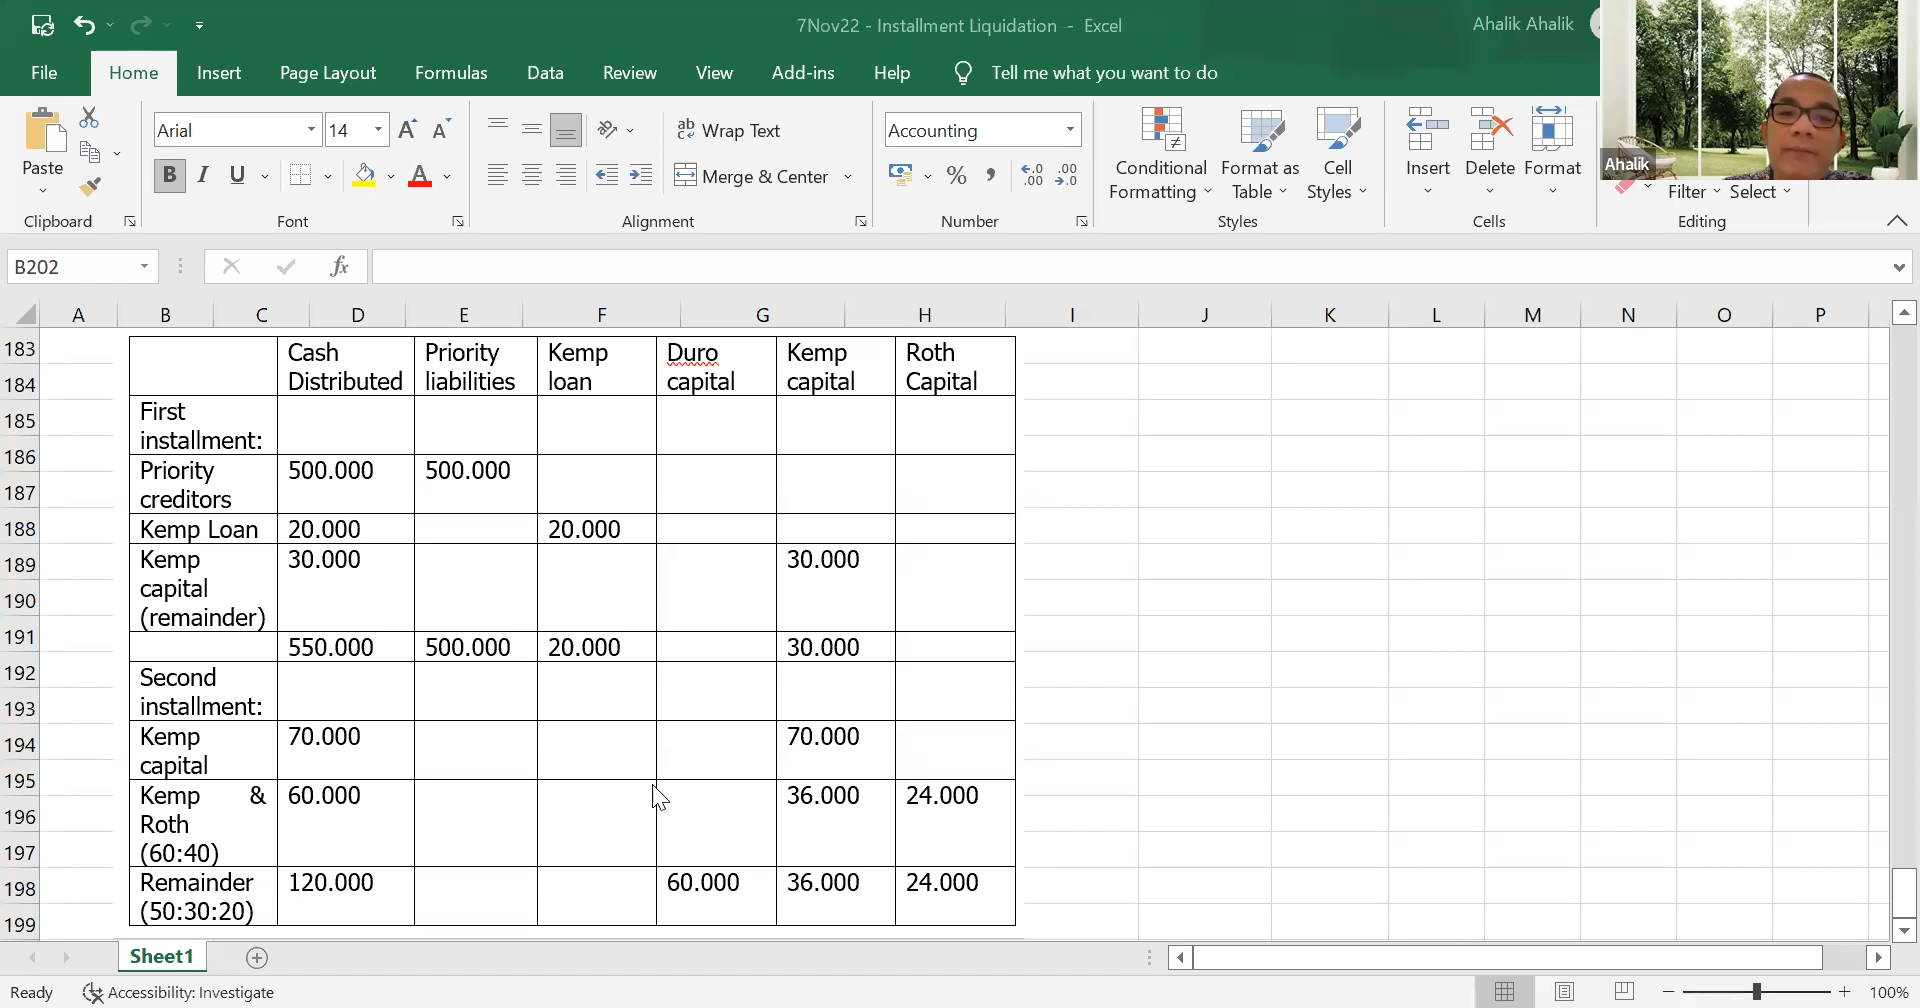 7Nov22 - Installment Liquidation - Excel
Ahalik Ahalik
File Home Insert Page Layout Formulas Data Review View Add-ins Help Tell me what you want to do
Arial 14
ab Wrap Text
Accounting
Paste
B I U
Merge & Center
% , .0 .00 .00 .0
Conditional Formatting
Format as Table
Cell Styles
Insert Delete Format
Ahalik
Filter Select
Clipboard Font Alignment Number Styles Cells Editing
B202 fx
A B C D E F G H I J K L M N O P
183 Cash Priority Kemp Duro Kemp Roth
184 Distributed liabilities loan capital capital Capital
185 First
186 installment:
187 Priority 500.000 500.000
creditors
188 Kemp Loan 20.000 20.000
189 Kemp 30.000 30.000
190 capital
(remainder)
191 550.000 500.000 20.000 30.000
192 Second
193 installment:
194 Kemp 70.000 70.000
195 capital
196 Kemp & 60.000 36.000 24.000
Roth
197 (60:40)
198 Remainder 120.000 60.000 36.000 24.000
199 (50:30:20)
Sheet1
Ready Accessibility: Investigate 100%